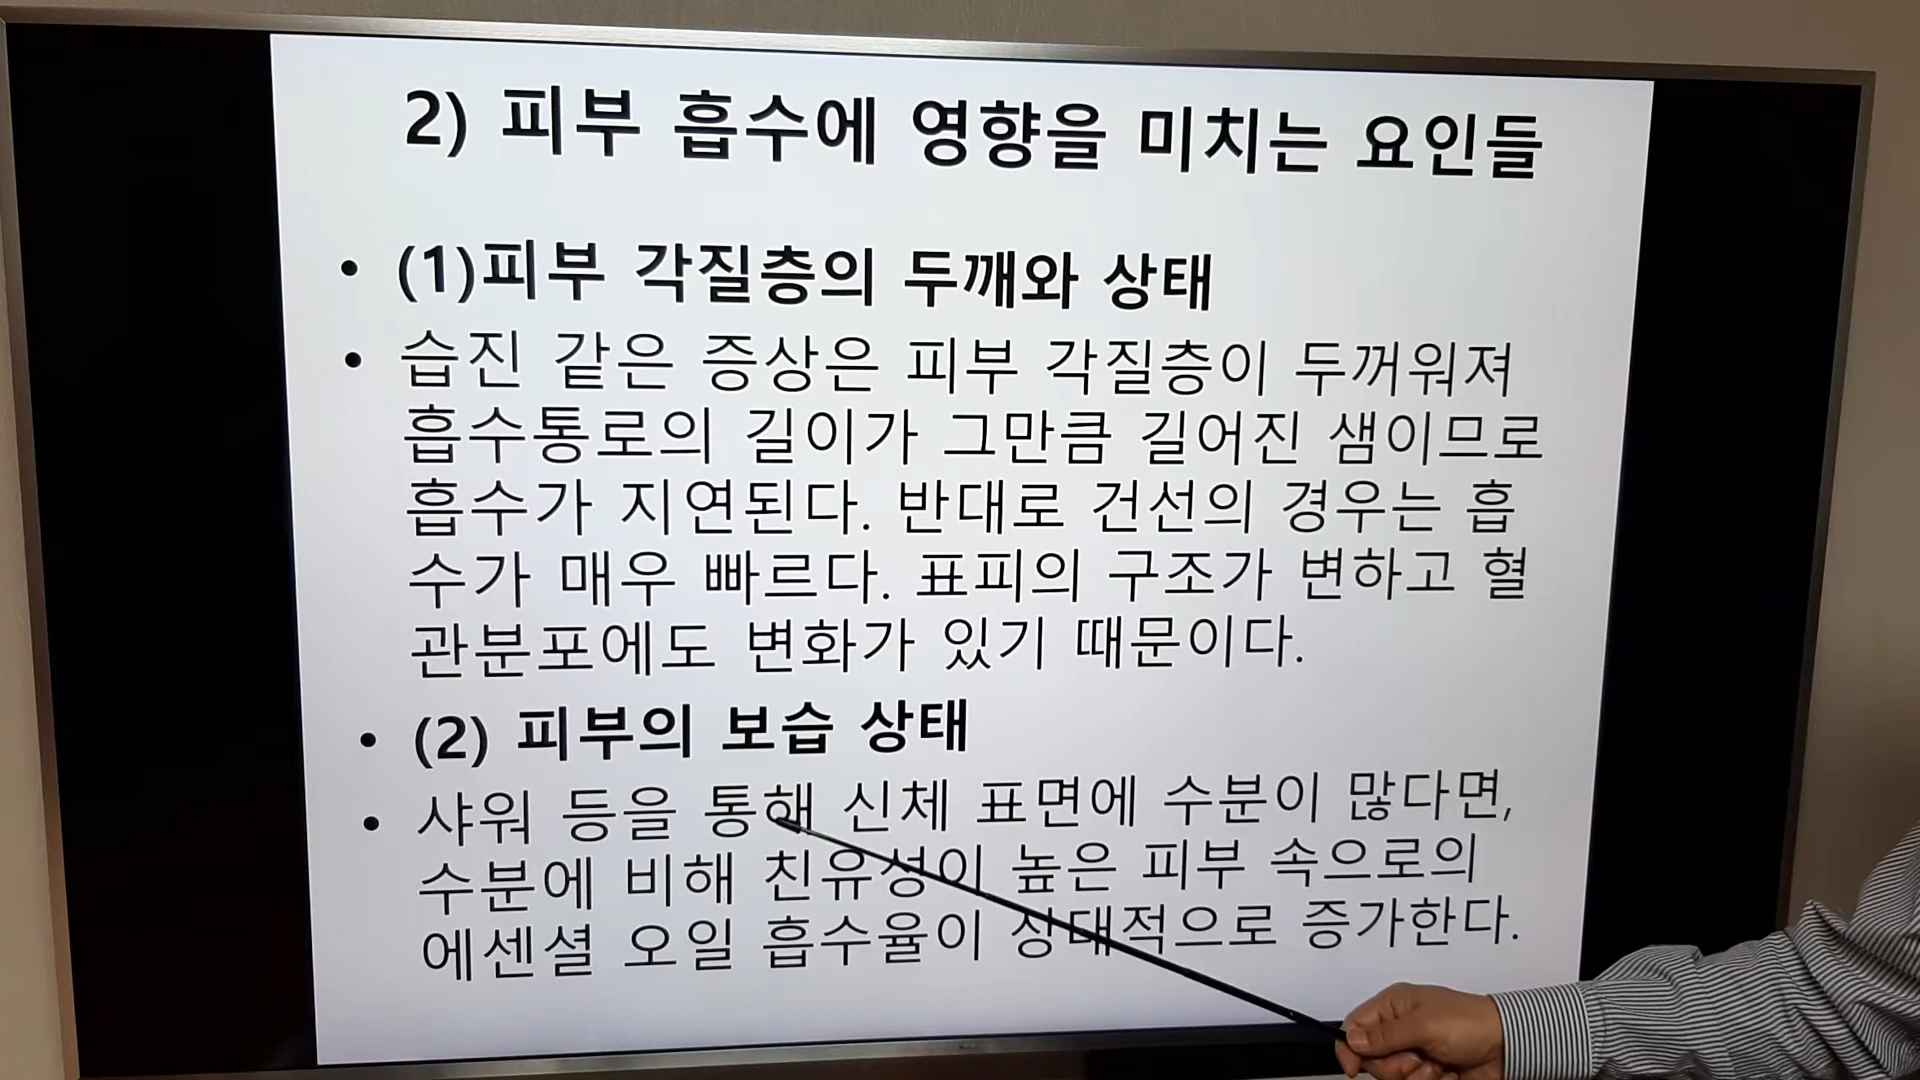 2) 피부 흡수에 영향을 미치는 요인들
• (1)피부 각질층의 두깨와 상태
• 습진 같은 증상은 피부 각질층이 두꺼워져
흡수통로의 길이가 그만큼 길어진 샘이므로
흡수가 지연된다. 반대로 건선의 경우는 흡
수가 매우 빠르다. 표피의 구조가 변하고 혈
관분포에도 변화가 있기 때문이다.
• (2) 피부의 보습 상태
• 샤워 등을 통해 신체 표면에 수분이 많다면,
수분에 비해 친유성이 높은 피부 속으로의
에센셜 오일 흡수율이 상대적으로 증가한다.